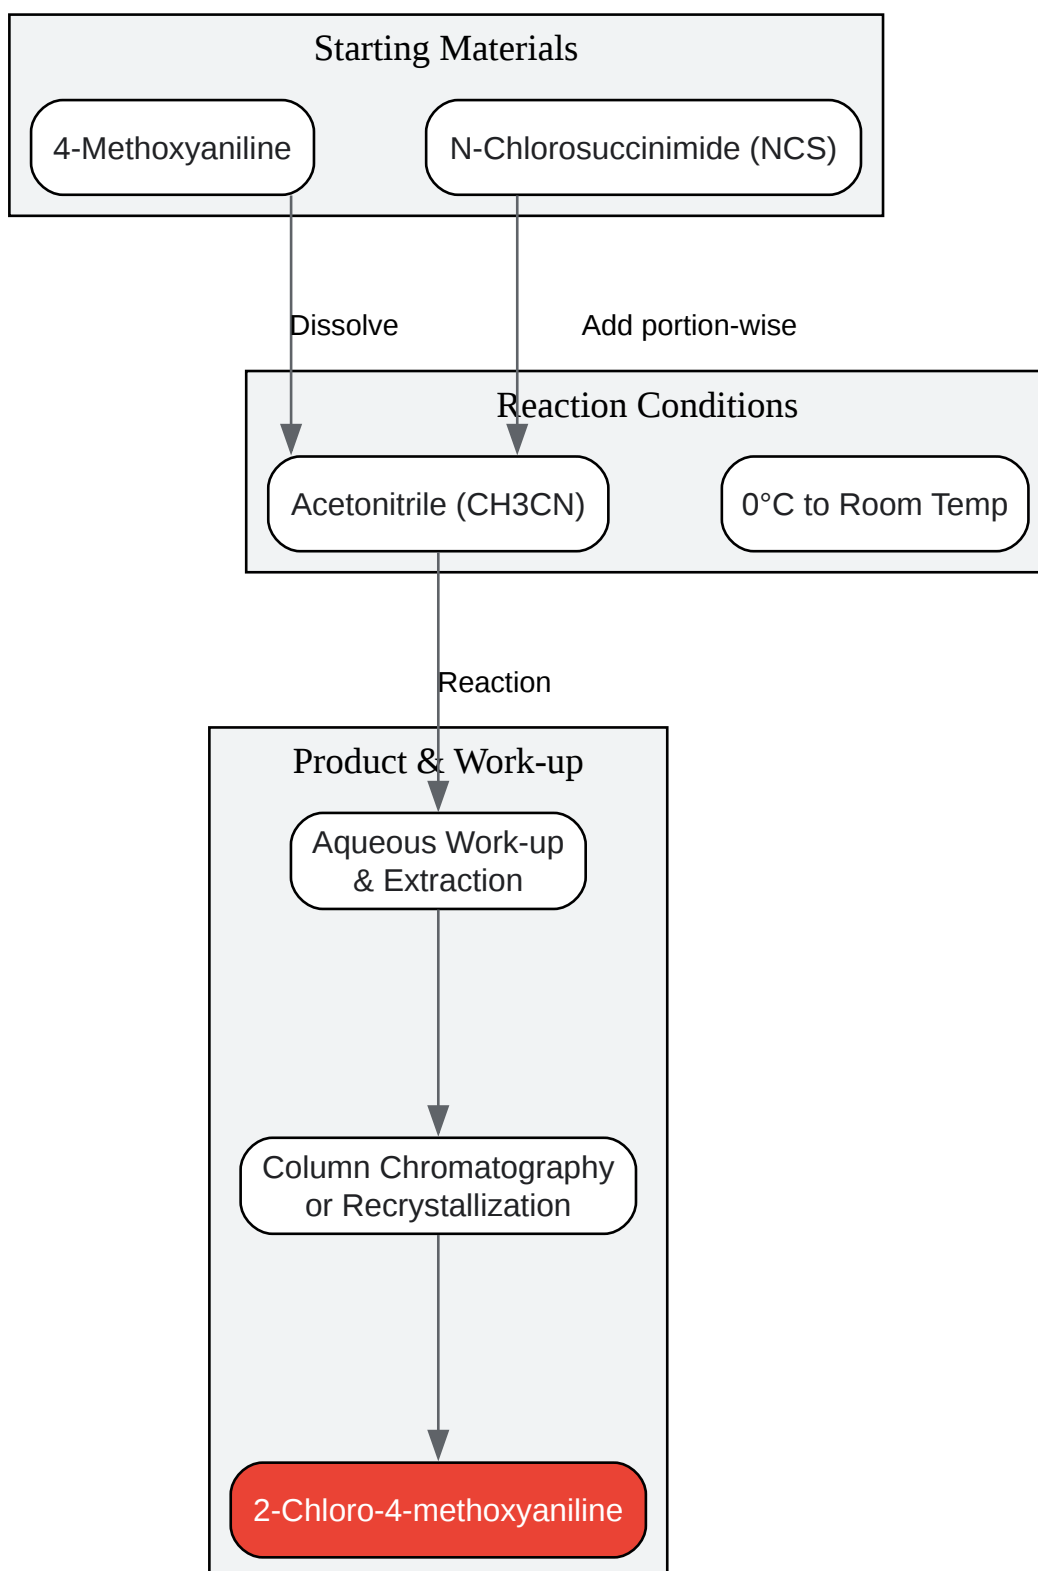 Starting Materials
4-Methoxyaniline
N-Chlorosuccinimide (NCS)
Dissolve
Add portion-wise
Reaction Conditions
Acetonitrile (CH3CN)
0°C to Room Temp
Reaction
Product & Work-up
Aqueous Work-up
& Extraction
Column Chromatography
or Recrystallization
2-Chloro-4-methoxyaniline